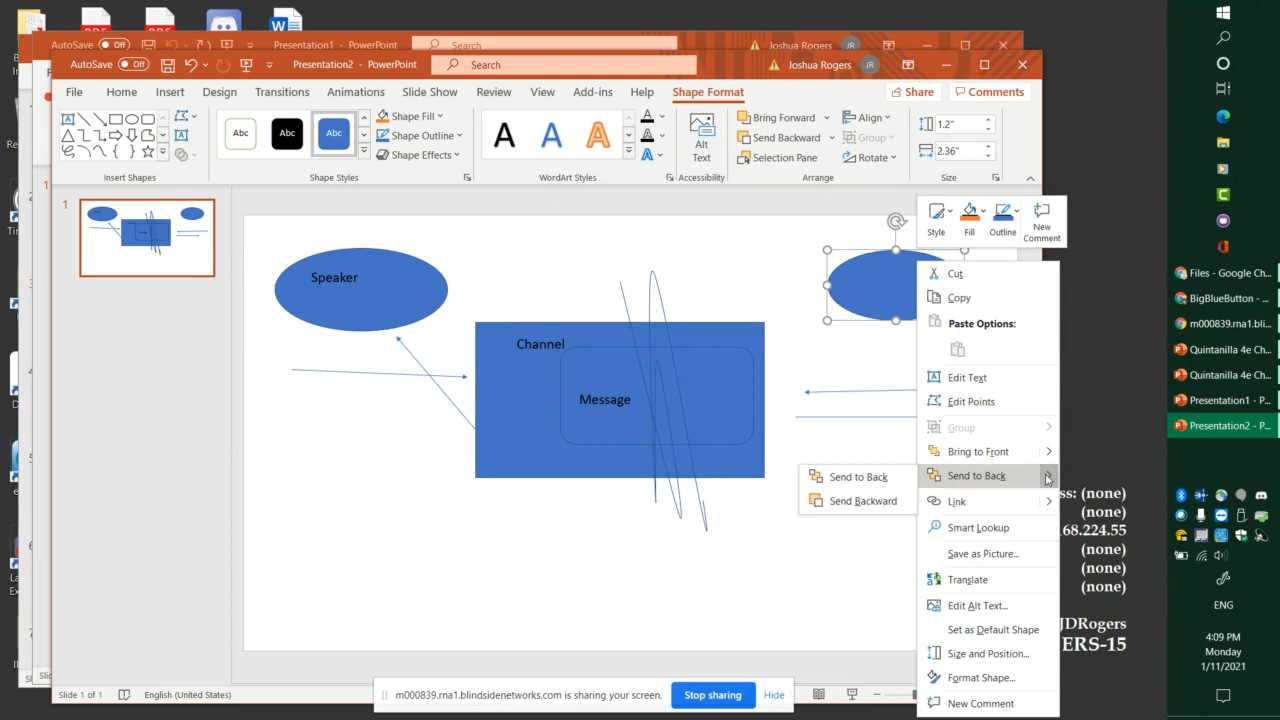 AutoSave Off Presentation1 - PowerPoint Search Joshua Rogers JR
AutoSave Off Presentation2 - PowerPoint Search Joshua Rogers JR
File Home Insert Design Transitions Animations Slide Show Review View Add-ins Help Shape Format Share Comments
Abc Abc Abc
Shape Fill
Shape Outline
Shape Effects
A A A
Alt
Text
Bring Forward
Send Backward
Selection Pane
Align
Group
Rotate
1.2"
2.36"
Insert Shapes Shape Styles WordArt Styles Accessibility Arrange Size
1
Speaker
Channel
Message
Style Fill Outline New
Comment
Cut
Copy
Paste Options:
Edit Text
Edit Points
Group
Bring to Front
Send to Back
Link
Smart Lookup
Save as Picture...
Translate
Edit Alt Text...
Set as Default Shape
Size and Position...
Format Shape...
New Comment
Send to Back
Send Backward
ss: (none)
(none)
168.224.55
(none)
(none)
(none)
JDRogers
ERS-15
Files - Google Ch...
BigBlueButton - ...
m000839.rna1.bli...
Quintanilla 4e Ch...
Quintanilla 4e Ch...
Presentation1 - P...
Presentation2 - P...
ENG
4:09 PM
Monday
1/11/2021
Slide 1 of 1 English (United States)
m000839.rna1.blindsidenetworks.com is sharing your screen. Stop sharing Hide